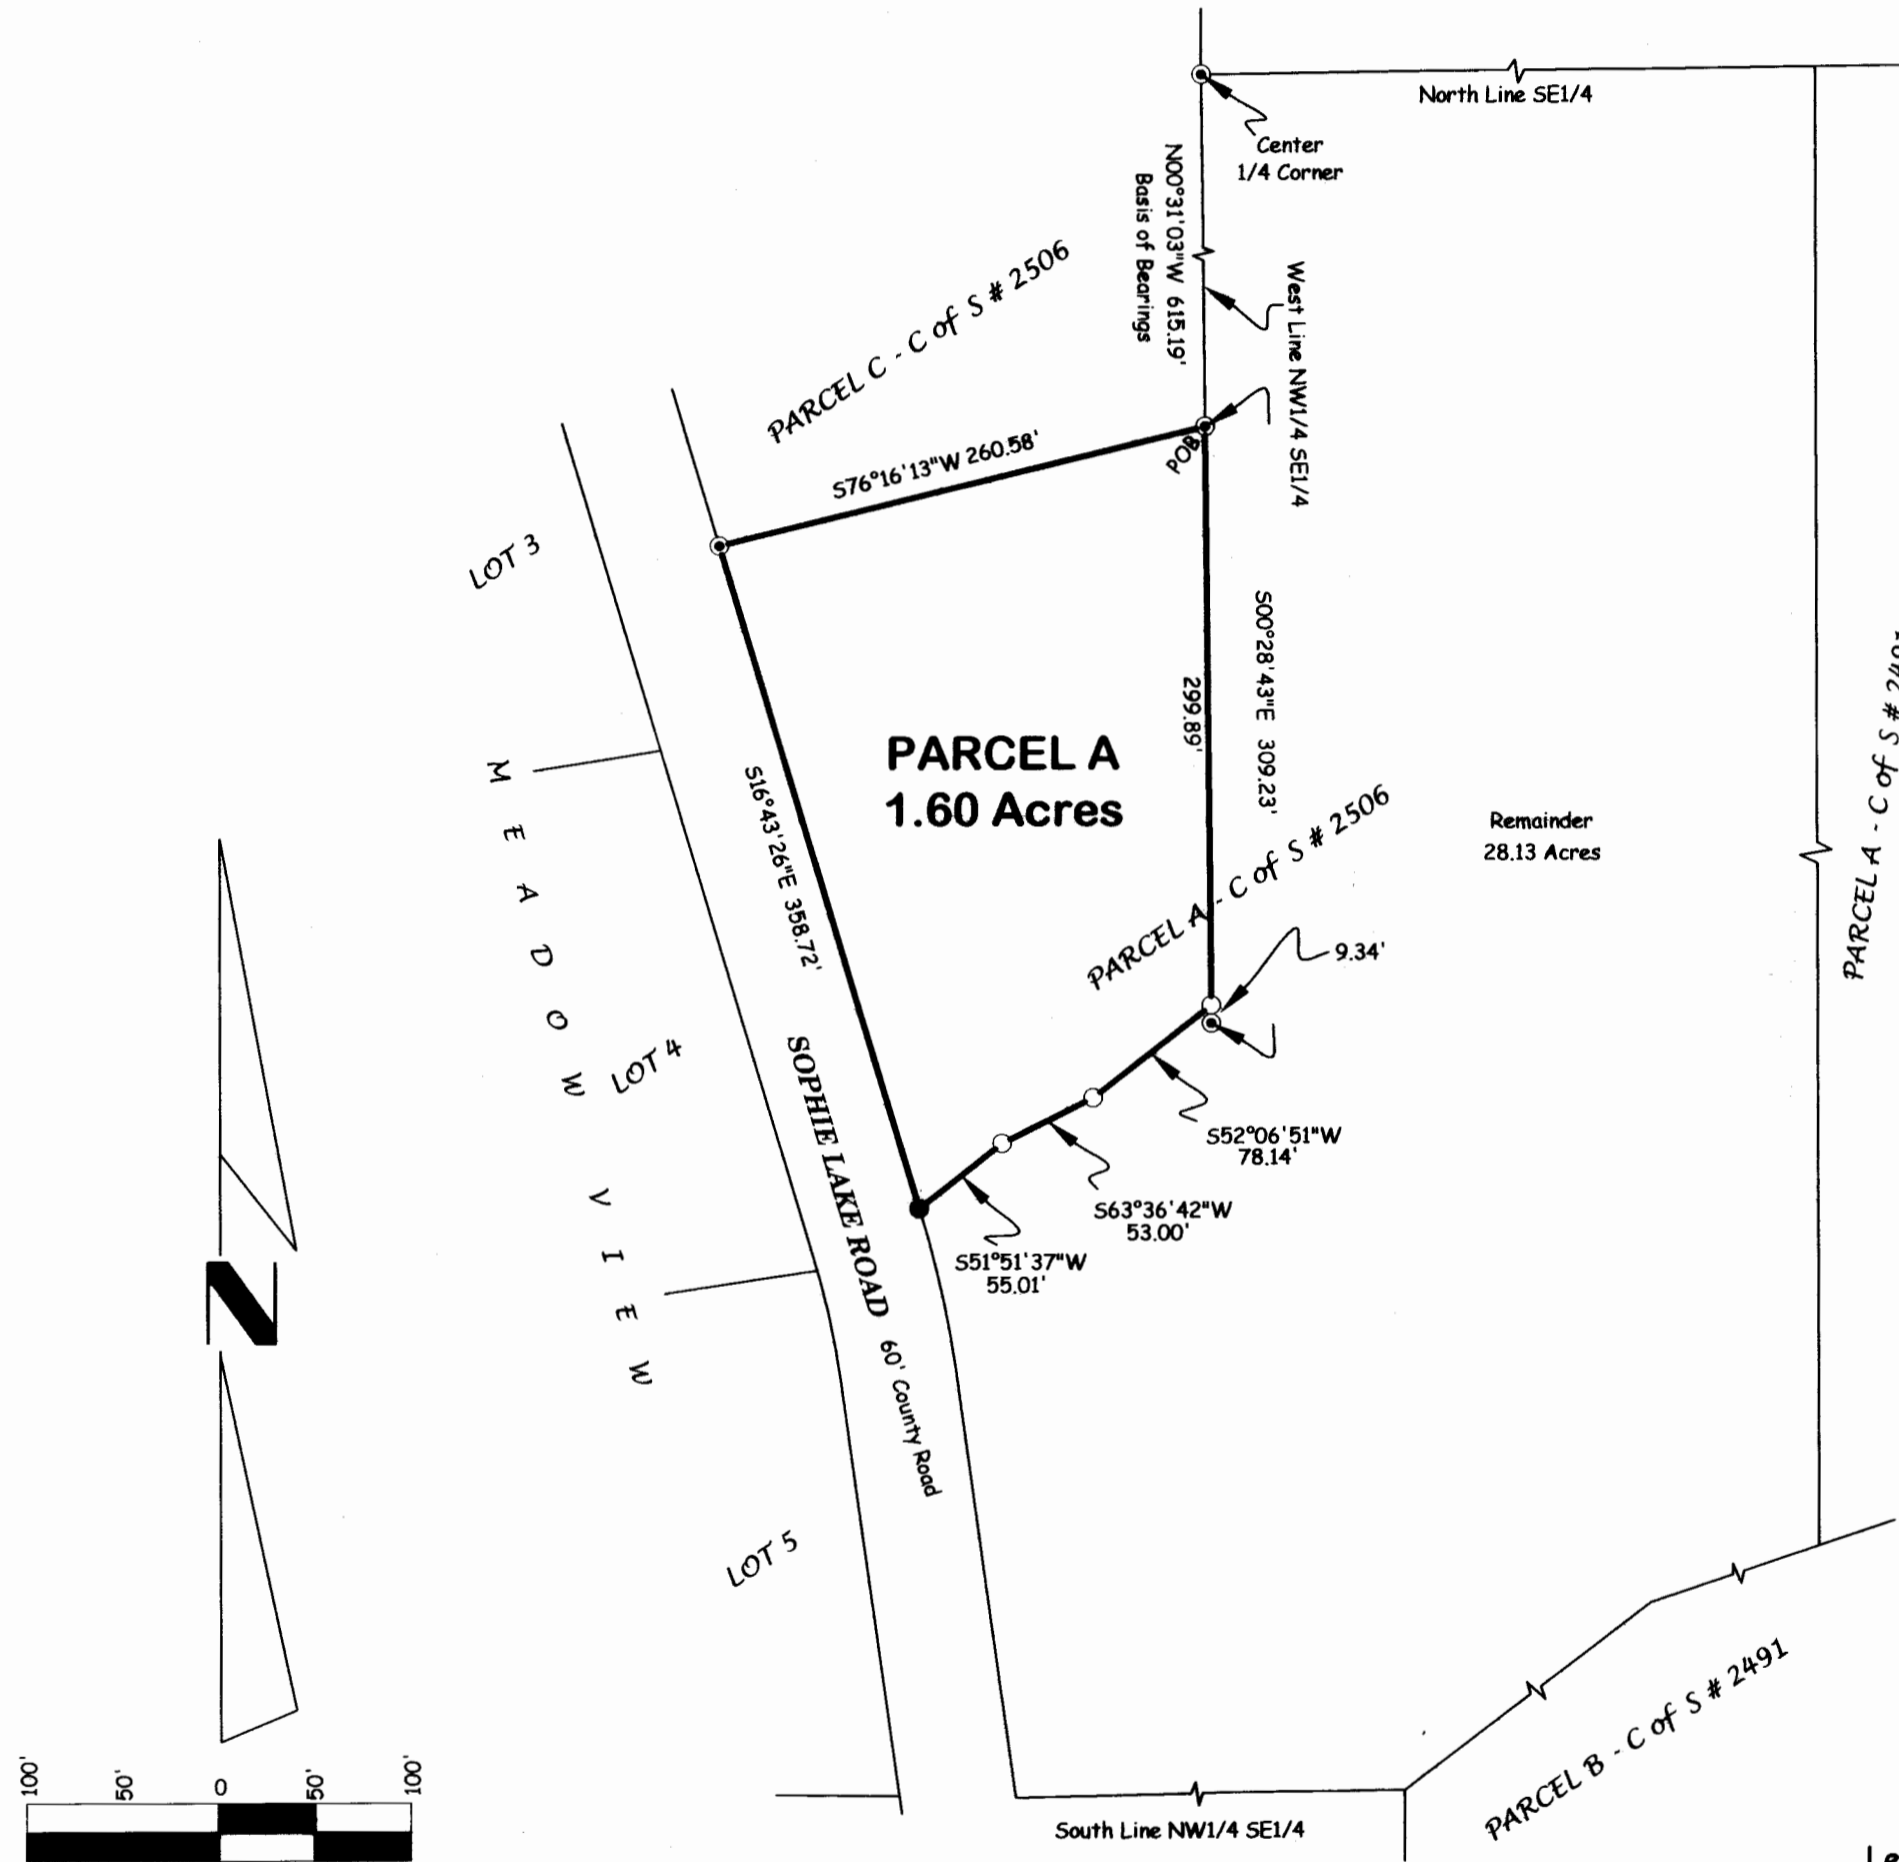 North Line SE1/4
Center
1/4 Corner
N00°31'03"W 615.19'
Basis of Bearings
West Line NW1/4 SE1/4
PARCEL C - C of S # 2506
S76°16'13"W 260.58'
POB
LOT 3
S00°28'43"E 309.23'
299.89'
PARCEL A
1.60 Acres
S16°43'26"E 358.72'
PARCEL A - C of S # 2506
Remainder
28.13 Acres
PARCEL A - C of S #
9.34'
MEADOW VIEW
LOT 4
SOPHIE LAKE ROAD 60' County Road
S52°06'51"W
78.14'
S63°36'42"W
53.00'
S51°51'37"W
55.01'
N
LOT 5
PARCEL B - C of S # 2491
100' 50' 0 50' 100'
South Line NW1/4 SE1/4